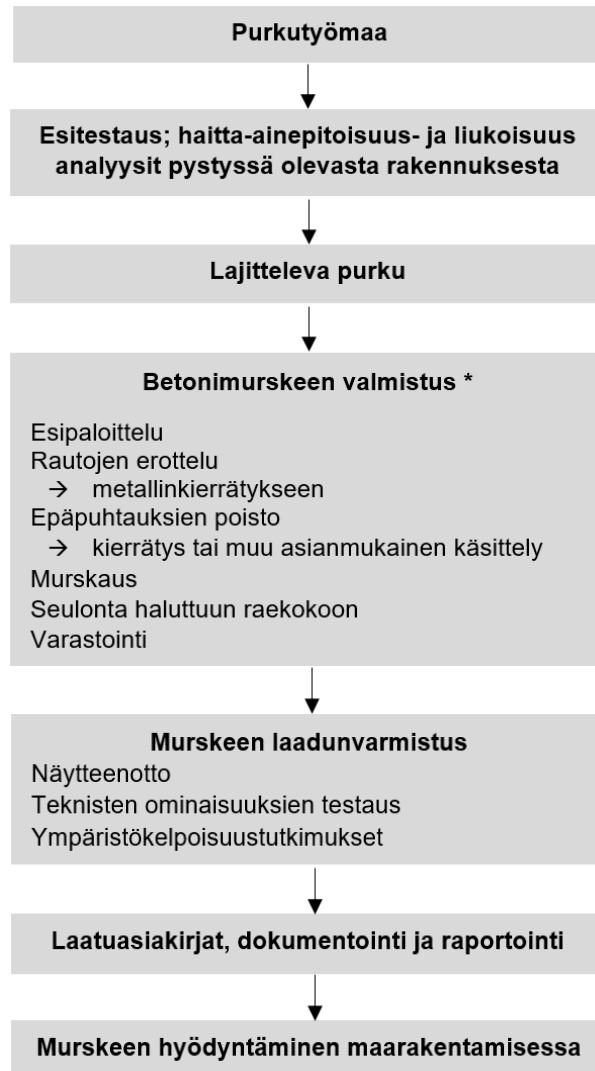 Purkutyömaa
Esitestaus; haitta-ainepitoisuus- ja liukoisuus
analyysit pystyssä olevasta rakennuksesta
Lajitteleva purku
Betonimurskeen valmistus *
Esipaloittelu
Rautojen erottelu
→ metallinkierrätykseen
Epäpuhtauksien poisto
→ kierrätys tai muu asianmukainen käsittely
Murskaus
Seulonta haluttuun raekokoon
Varastointi
Murskeen laadunvarmistus
Näytteenotto
Teknisten ominaisuuksien testaus
Ympäristökelpoisuustutkimukset
Laatuasiakirjat, dokumentointi ja raportointi
Murskeen hyödyntäminen maarakentamisessa